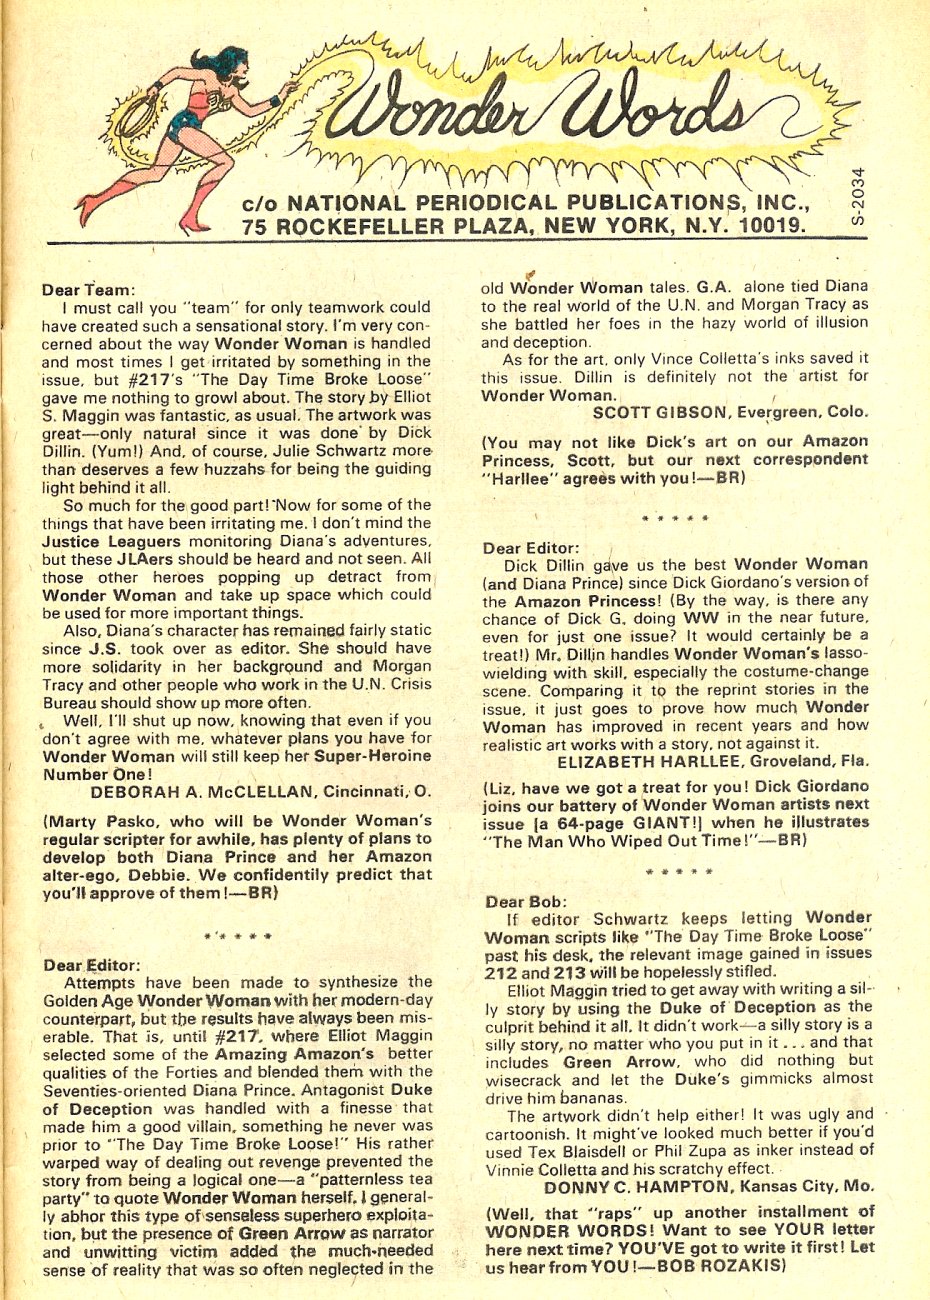 Wonder Words
c/o NATIONAL PERIODICAL PUBLICATIONS, INC.,
75 ROCKEFELLER PLAZA, NEW YORK, N.Y. 10019.
S-2034
Dear Team:
I must call you "team" for only teamwork could
have created such a sensational story. I'm very con-
cerned about the way Wonder Woman is handled
and most times I get irritated by something in the
issue, but #217's "The Day Time Broke Loose"
gave me nothing to growl about. The story by Elliot
S. Maggin was fantastic, as usual. The artwork was
great—only natural since it was done by Dick
Dillin. (Yum!) And, of course, Julie Schwartz more
than deserves a few huzzahs for being the guiding
light behind it all.
So much for the good part! Now for some of the
things that have been irritating me. I don't mind the
Justice Leaguers monitoring Diana's adventures,
but these JLAers should be heard and not seen. All
those other heroes popping up detract from
Wonder Woman and take up space which could
be used for more important things.
Also, Diana's character has remained fairly static
since J.S. took over as editor. She should have
more solidarity in her background and Morgan
Tracy and other people who work in the U.N. Crisis
Bureau should show up more often.
Well, I'll shut up now, knowing that even if you
don't agree with me, whatever plans you have for
Wonder Woman will still keep her Super-Heroine
Number One!
DEBORAH A. McCLELLAN, Cincinnati, O.
(Marty Pasko, who will be Wonder Woman's
regular scripter for awhile, has plenty of plans to
develop both Diana Prince and her Amazon
alter-ego, Debbie. We confidently predict that
you'll approve of them!—BR)
* * * * *
Dear Editor:
Attempts have been made to synthesize the
Golden Age Wonder Woman with her modern-day
counterpart, but the results have always been mis-
erable. That is, until #217, where Elliot Maggin
selected some of the Amazing Amazon's better
qualities of the Forties and blended them with the
Seventies-oriented Diana Prince. Antagonist Duke
of Deception was handled with a finesse that
made him a good villain, something he never was
prior to "The Day Time Broke Loose!" His rather
warped way of dealing out revenge prevented the
story from being a logical one—a "patternless tea
party" to quote Wonder Woman herself. I general-
ly abhor this type of senseless superhero exploita-
tion, but the presence of Green Arrow as narrator
and unwitting victim added the much-needed
sense of reality that was so often neglected in the
old Wonder Woman tales. G.A. alone tied Diana
to the real world of the U.N. and Morgan Tracy as
she battled her foes in the hazy world of illusion
and deception.
As for the art, only Vince Colletta's inks saved it
this issue. Dillin is definitely not the artist for
Wonder Woman.
SCOTT GIBSON, Evergreen, Colo.
(You may not like Dick's art on our Amazon
Princess, Scott, but our next correspondent
"Harllee" agrees with you!—BR)
* * * * *
Dear Editor:
Dick Dillin gave us the best Wonder Woman
(and Diana Prince) since Dick Giordano's version of
the Amazon Princess! (By the way, is there any
chance of Dick G. doing WW in the near future,
even for just one issue? It would certainly be a
treat!) Mr. Dillin handles Wonder Woman's lasso-
wielding with skill, especially the costume-change
scene. Comparing it to the reprint stories in the
issue, it just goes to prove how much Wonder
Woman has improved in recent years and how
realistic art works with a story, not against it.
ELIZABETH HARLLEE, Groveland, Fla.
(Liz, have we got a treat for you! Dick Giordano
joins our battery of Wonder Woman artists next
issue [a 64-page GIANT!] when he illustrates
"The Man Who Wiped Out Time!"—BR)
* * * * *
Dear Bob:
If editor Schwartz keeps letting Wonder
Woman scripts like "The Day Time Broke Loose"
past his desk, the relevant image gained in issues
212 and 213 will be hopelessly stifled.
Elliot Maggin tried to get away with writing a sil-
ly story by using the Duke of Deception as the
culprit behind it all. It didn't work—a silly story is a
silly story, no matter who you put in it . . . and that
includes Green Arrow, who did nothing but
wisecrack and let the Duke's gimmicks almost
drive him bananas.
The artwork didn't help either! It was ugly and
cartoonish. It might've looked much better if you'd
used Tex Blaisdell or Phil Zupa as inker instead of
Vinnie Colletta and his scratchy effect.
DONNY C. HAMPTON, Kansas City, Mo.
(Well, that "raps" up another installment of
WONDER WORDS! Want to see YOUR letter
here next time? YOU'VE got to write it first! Let
us hear from YOU!—BOB ROZAKIS)